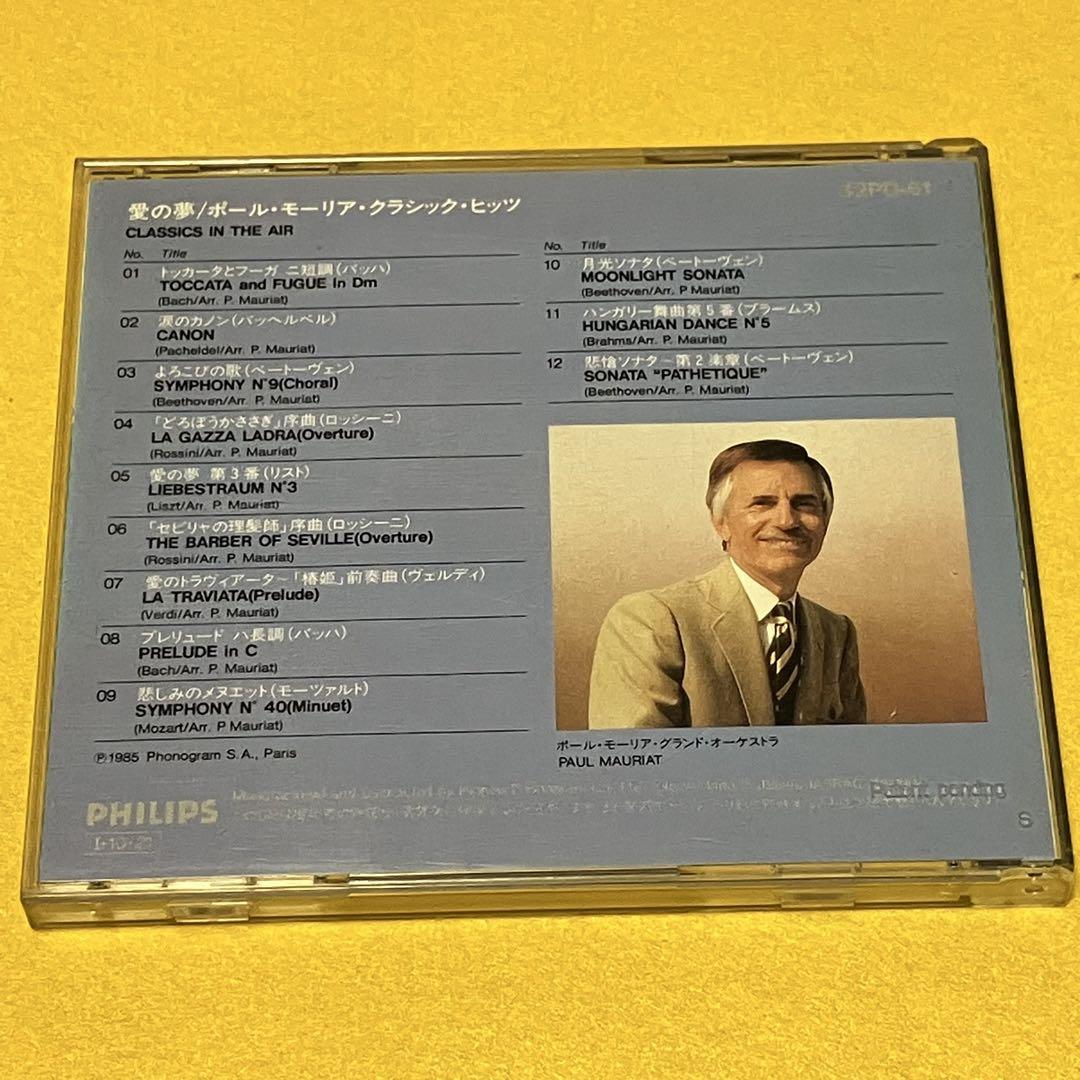 愛の夢/ポール・モーリア・クラシック・ヒッツ
32PD-51
CLASSICS IN THE AIR
No. Title
01 トッカータとフーガ ニ短調(バッハ)
TOCCATA and FUGUE in Dm
(Bach/Arr. P. Mauriat)
02 涙のカノン(パッヘルベル)
CANON
(Pacheldel/Arr. P. Mauriat)
03 よろこびの歌(ベートーヴェン)
SYMPHONY N°9(Choral)
(Beethoven/Arr. P. Mauriat)
04 「どろぼうかささぎ」序曲(ロッシーニ)
LA GAZZA LADRA(Overture)
(Rossini/Arr. P. Mauriat)
05 愛の夢 第3番(リスト)
LIEBESTRAUM N°3
(Liszt/Arr. P. Mauriat)
06 「セビリャの理髪師」序曲(ロッシーニ)
THE BARBER OF SEVILLE(Overture)
(Rossini/Arr. P. Mauriat)
07 愛のトラヴィアータ~「椿姫」前奏曲(ヴェルディ)
LA TRAVIATA(Prelude)
(Verdi/Arr. P. Mauriat)
08 プレリュード ハ長調(バッハ)
PRELUDE in C
(Bach/Arr. P. Mauriat)
09 悲しみのメヌエット(モーツァルト)
SYMPHONY N° 40(Minuet)
(Mozart/Arr. P Mauriat)
No. Title
10 月光ソナタ(ベートーヴェン)
MOONLIGHT SONATA
(Beethoven/Arr. P Mauriat)
11 ハンガリー舞曲第5番(ブラームス)
HUNGARIAN DANCE N°5
(Brahms/Arr. P. Mauriat)
12 悲愴ソナタ~第2楽章(ベートーヴェン)
SONATA "PATHETIQUE"
(Beethoven/Arr. P. Mauriat)
ポール・モーリア・グランド・オーケストラ
PAUL MAURIAT
℗1985 Phonogram S.A., Paris
PHILIPS
Patent pending
S